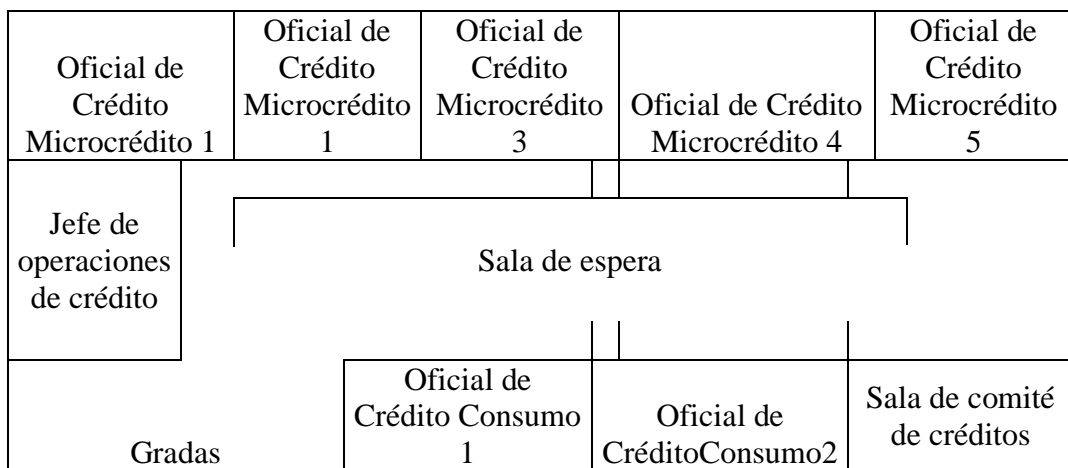 Oficial de
Crédito
Microcrédito 1
Oficial de
Crédito
Microcrédito
1
Oficial de
Crédito
Microcrédito
3
Oficial de Crédito
Microcrédito 4
Oficial de
Crédito
Microcrédito
5
Jefe de
operaciones
de crédito
Sala de espera
Gradas
Oficial de
Crédito Consumo
1
Oficial de
CréditoConsumo2
Sala de comité
de créditos